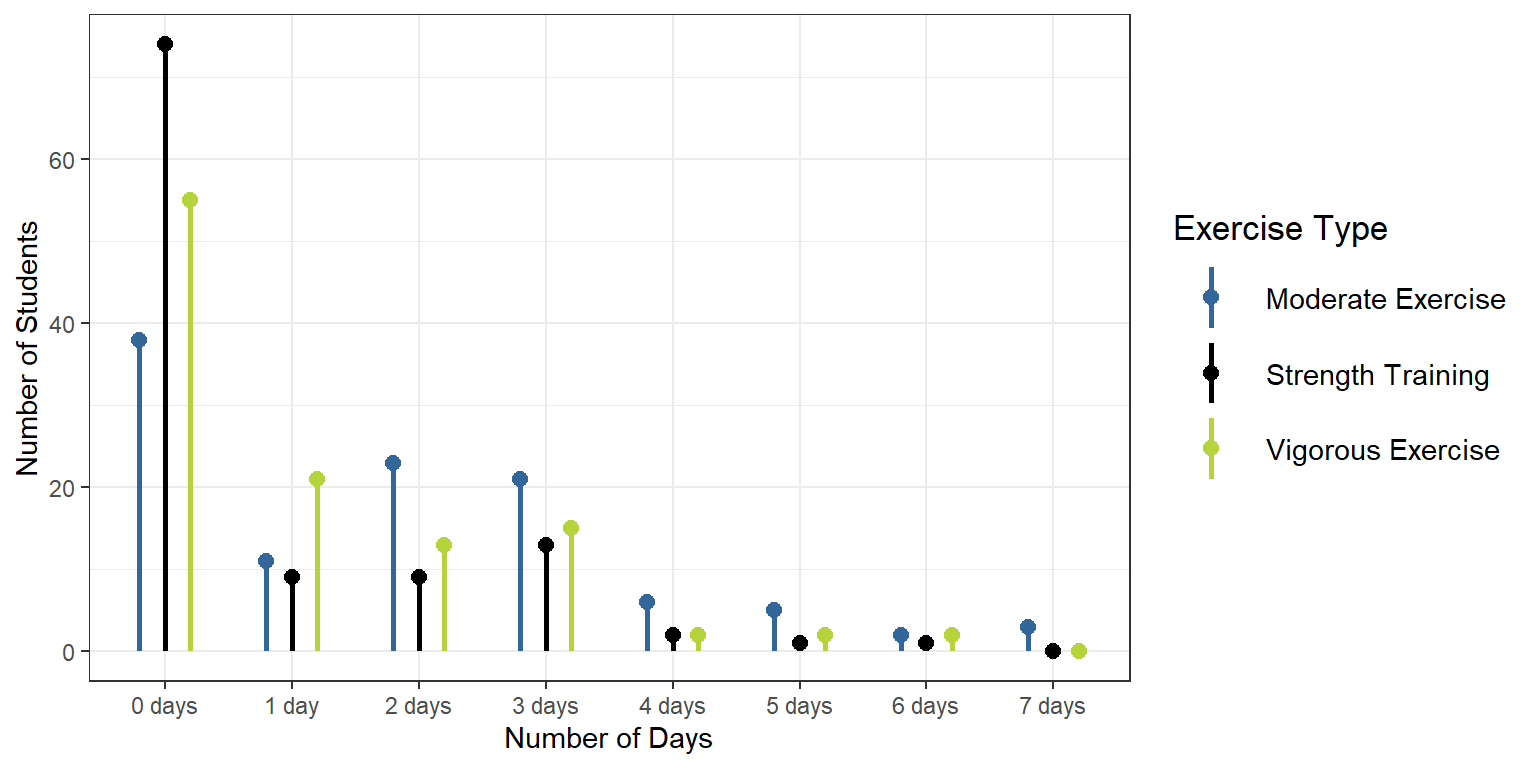 60
40
20
0
Number of Students
0 days
1 day
2 days
3 days
4 days
5 days
6 days
7 days
Number of Days
Exercise Type
Moderate Exercise
Strength Training
Vigorous Exercise